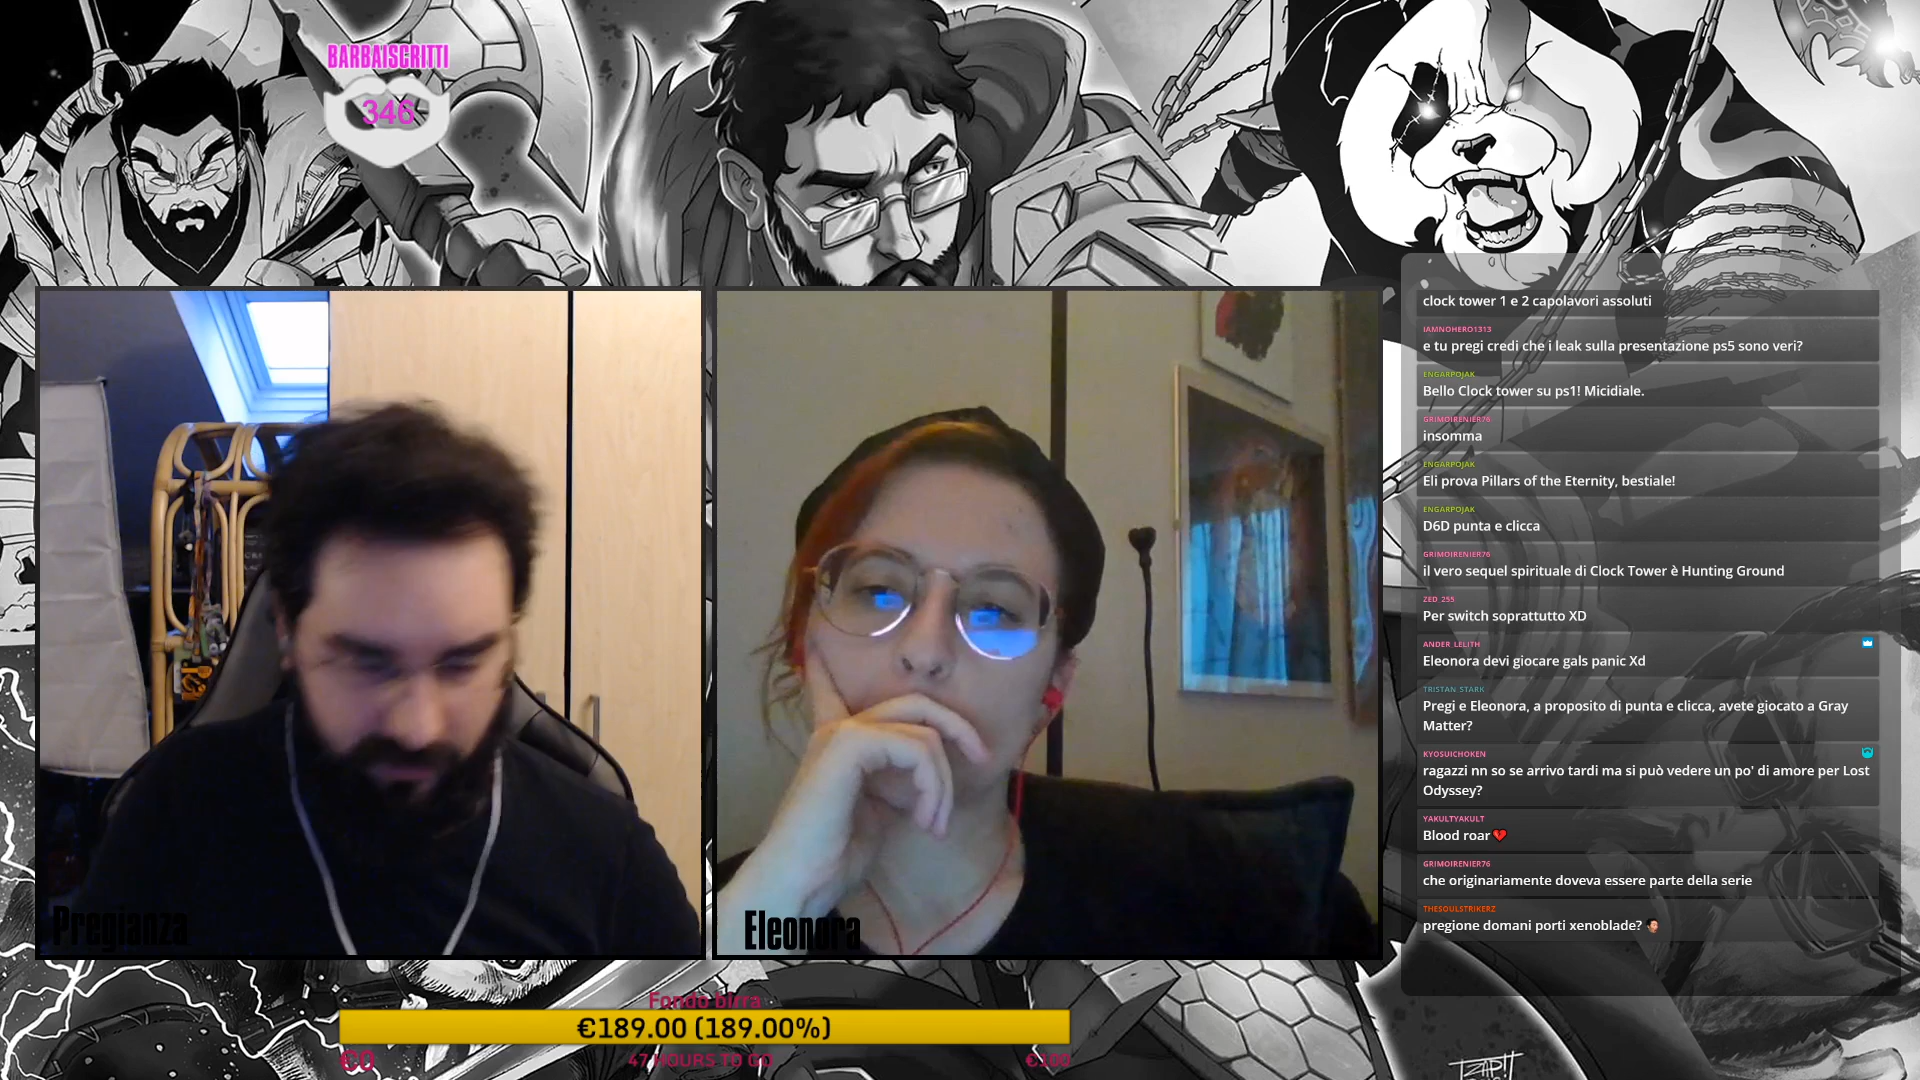 BARBAISCRITTI
346
clock tower 1 e 2 capolavori assoluti
IAMNOHERO1313
e tu pregi credi che i leak sulla presentazione ps5 sono veri?
ENGARPOJAK
Bello Clock tower su ps1! Micidiale.
GRIMOIRENIER76
insomma
ENGARPOJAK
Eli prova Pillars of the Eternity, bestiale!
ENGARPOJAK
D6D punta e clicca
GRIMOIRENIER76
il vero sequel spirituale di Clock Tower è Hunting Ground
ZED_255
Per switch soprattutto XD
ANDER_LELITH
Eleonora devi giocare gals panic Xd
TRISTAN_STARK
Pregi e Eleonora, a proposito di punta e clicca, avete giocato a Gray
Matter?
KYOSUICHOKEN
ragazzi nn so se arrivo tardi ma si può vedere un po' di amore per Lost
Odyssey?
YAKULTYAKULT
Blood roar
GRIMOIRENIER76
che originariamente doveva essere parte della serie
THESOULSTRIKERZ
pregione domani porti xenoblade?
Pregianza
Eleonora
Fondo birra
€189.00 (189.00%)
€0
47 HOURS TO GO
€100